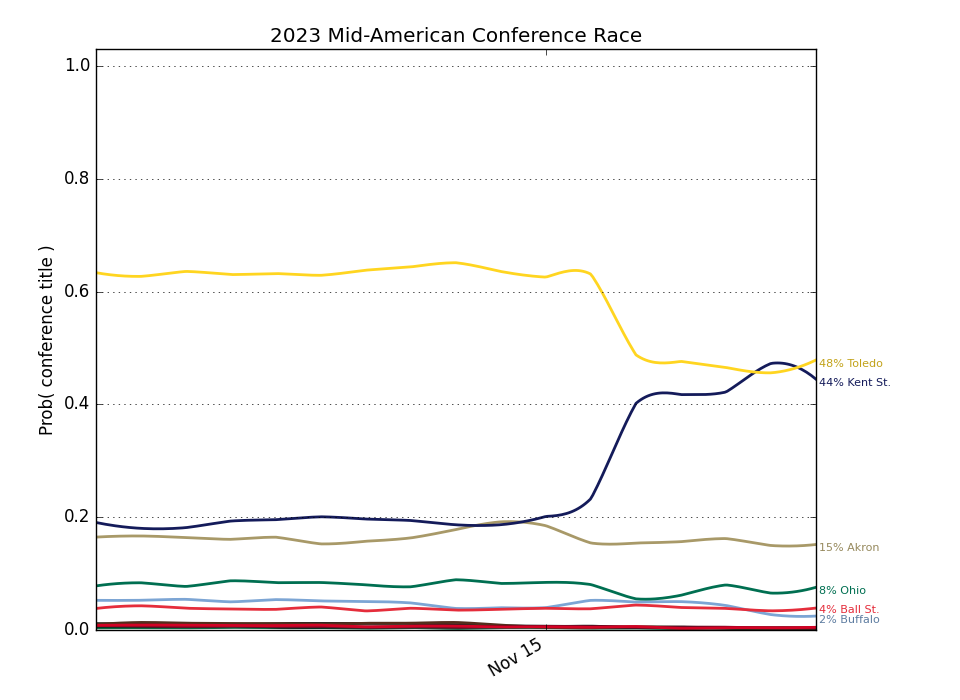 2023 Mid-American Conference Race
Prob( conference title )
1.0
0.8
0.6
0.4
0.2
0.0
Nov 15
48% Toledo
44% Kent St.
15% Akron
8% Ohio
4% Ball St.
2% Buffalo